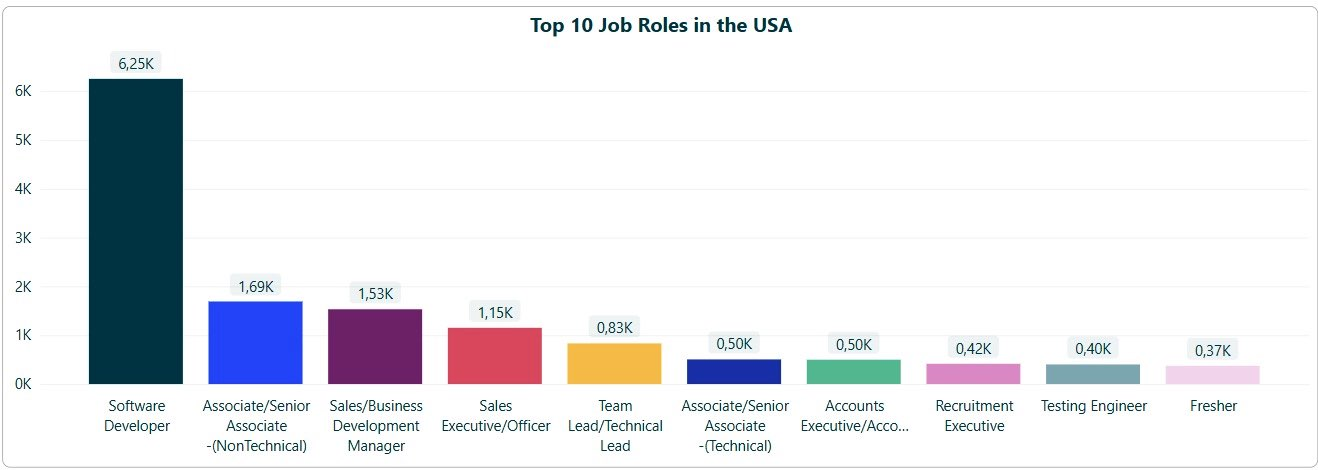 Top 10 Job Roles in the USA
6K
5K
4K
3K
2K
1K
0K
6,25K
1,69K
1,53K
1,15K
0,83K
0,50K
0,50K
0,42K
0,40K
0,37K
Software
Developer
Associate/Senior
Associate
-(NonTechnical)
Sales/Business
Development
Manager
Sales
Executive/Officer
Team
Lead/Technical
Lead
Associate/Senior
Associate
-(Technical)
Accounts
Executive/Acco...
Recruitment
Executive
Testing Engineer
Fresher